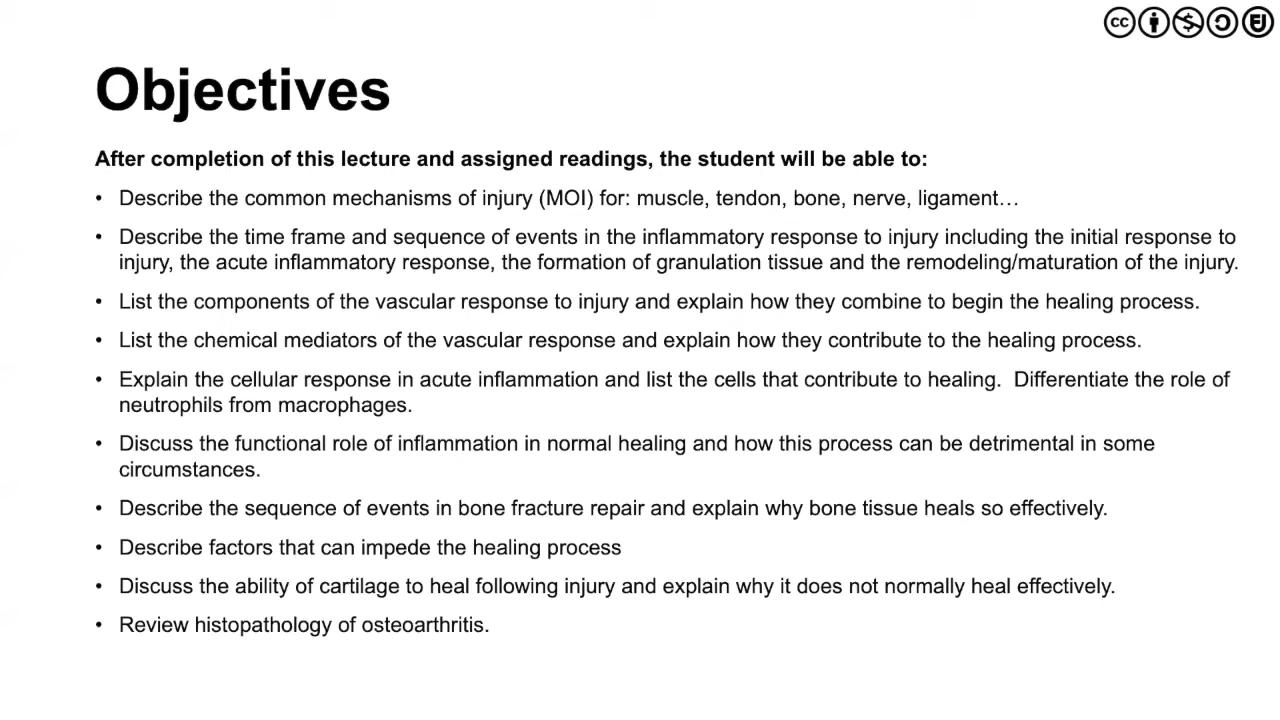 Objectives
After completion of this lecture and assigned readings, the student will be able to:
• Describe the common mechanisms of injury (MOI) for: muscle, tendon, bone, nerve, ligament…
• Describe the time frame and sequence of events in the inflammatory response to injury including the initial response to
injury, the acute inflammatory response, the formation of granulation tissue and the remodeling/maturation of the injury.
• List the components of the vascular response to injury and explain how they combine to begin the healing process.
• List the chemical mediators of the vascular response and explain how they contribute to the healing process.
• Explain the cellular response in acute inflammation and list the cells that contribute to healing.  Differentiate the role of
neutrophils from macrophages.
• Discuss the functional role of inflammation in normal healing and how this process can be detrimental in some
circumstances.
• Describe the sequence of events in bone fracture repair and explain why bone tissue heals so effectively.
• Describe factors that can impede the healing process
• Discuss the ability of cartilage to heal following injury and explain why it does not normally heal effectively.
• Review histopathology of osteoarthritis.